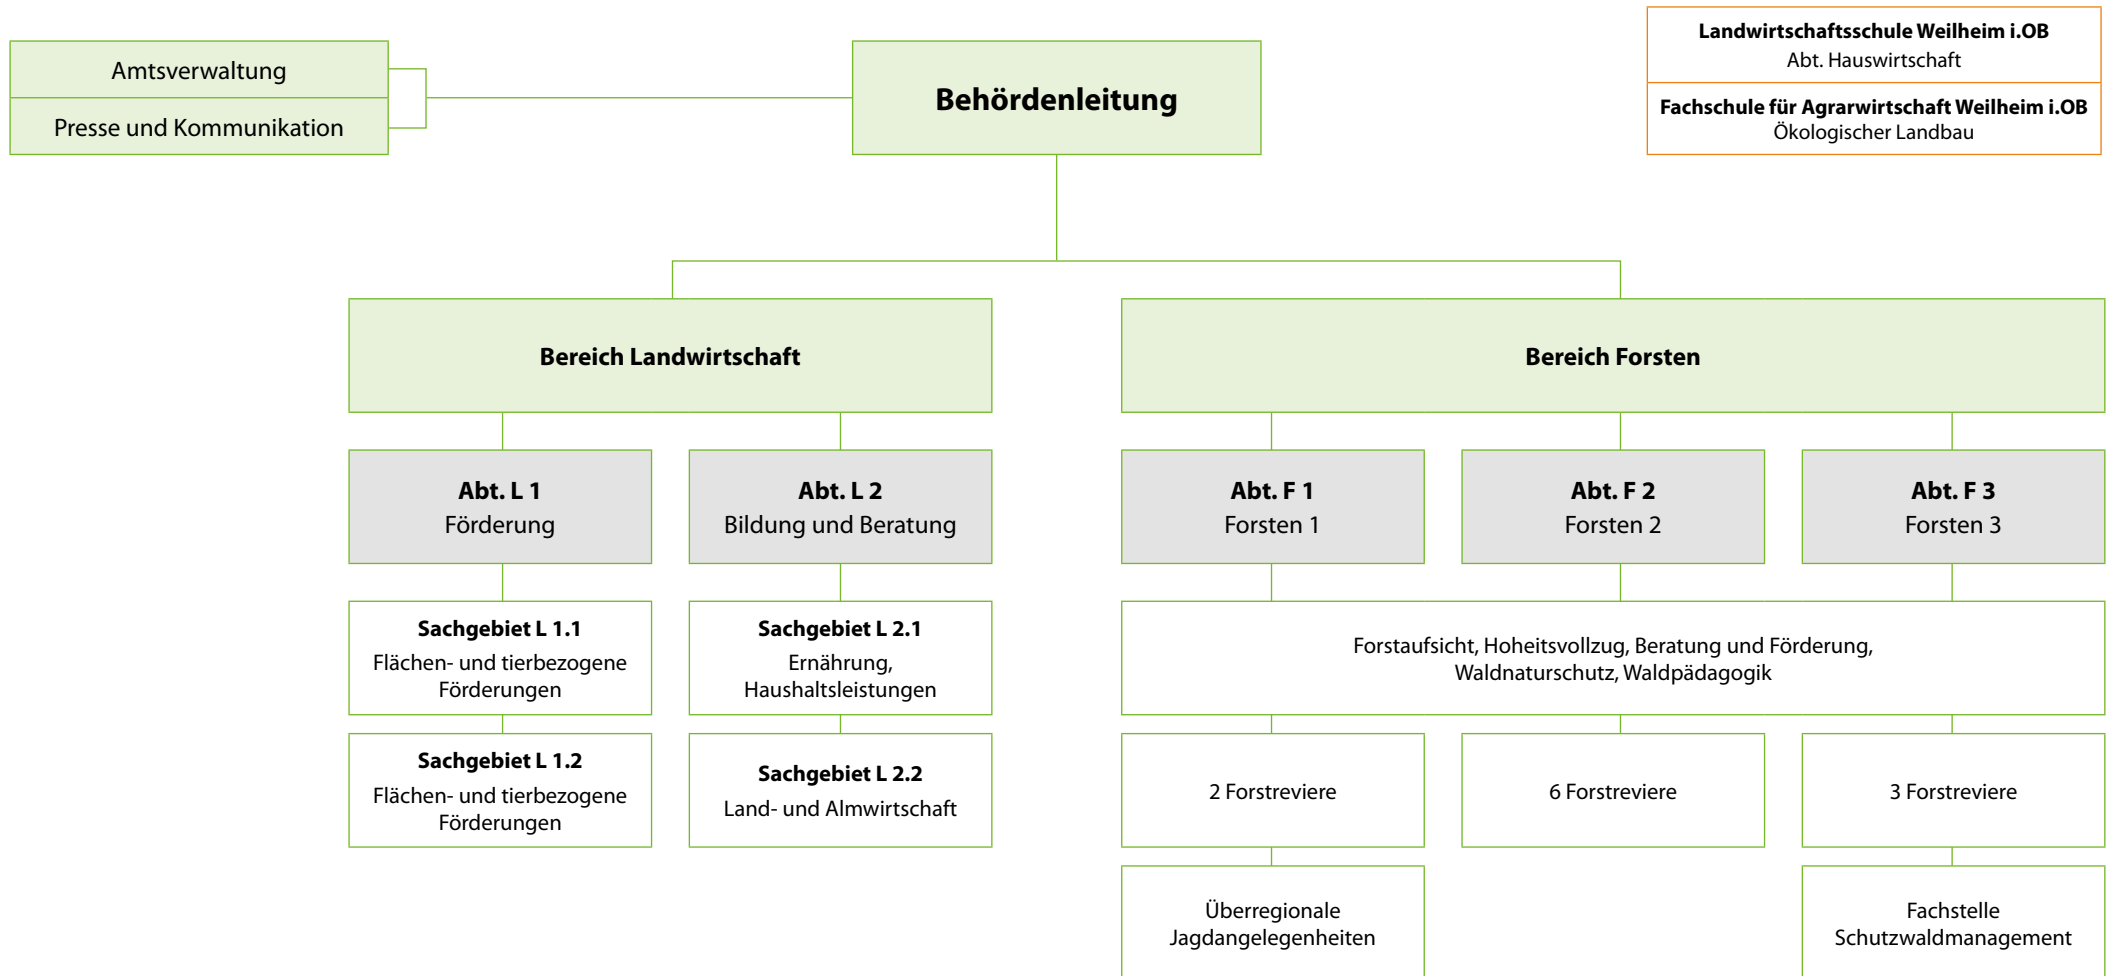 Amtsverwaltung
Presse und Kommunikation
Behördenleitung
Landwirtschaftsschule Weilheim i.OB
Abt. Hauswirtschaft
Fachschule für Agrarwirtschaft Weilheim i.OB
Ökologischer Landbau
Bereich Landwirtschaft
Bereich Forsten
Abt. L 1
Förderung
Abt. L 2
Bildung und Beratung
Abt. F 1
Forsten 1
Abt. F 2
Forsten 2
Abt. F 3
Forsten 3
Sachgebiet L 1.1
Flächen- und tierbezogene
Förderungen
Sachgebiet L 2.1
Ernährung,
Haushaltsleistungen
Forstaufsicht, Hoheitsvollzug, Beratung und Förderung,
Waldnaturschutz, Waldpädagogik
Sachgebiet L 1.2
Flächen- und tierbezogene
Förderungen
Sachgebiet L 2.2
Land- und Almwirtschaft
2 Forstreviere
6 Forstreviere
3 Forstreviere
Überregionale
Jagdangelegenheiten
Fachstelle
Schutzwaldmanagement